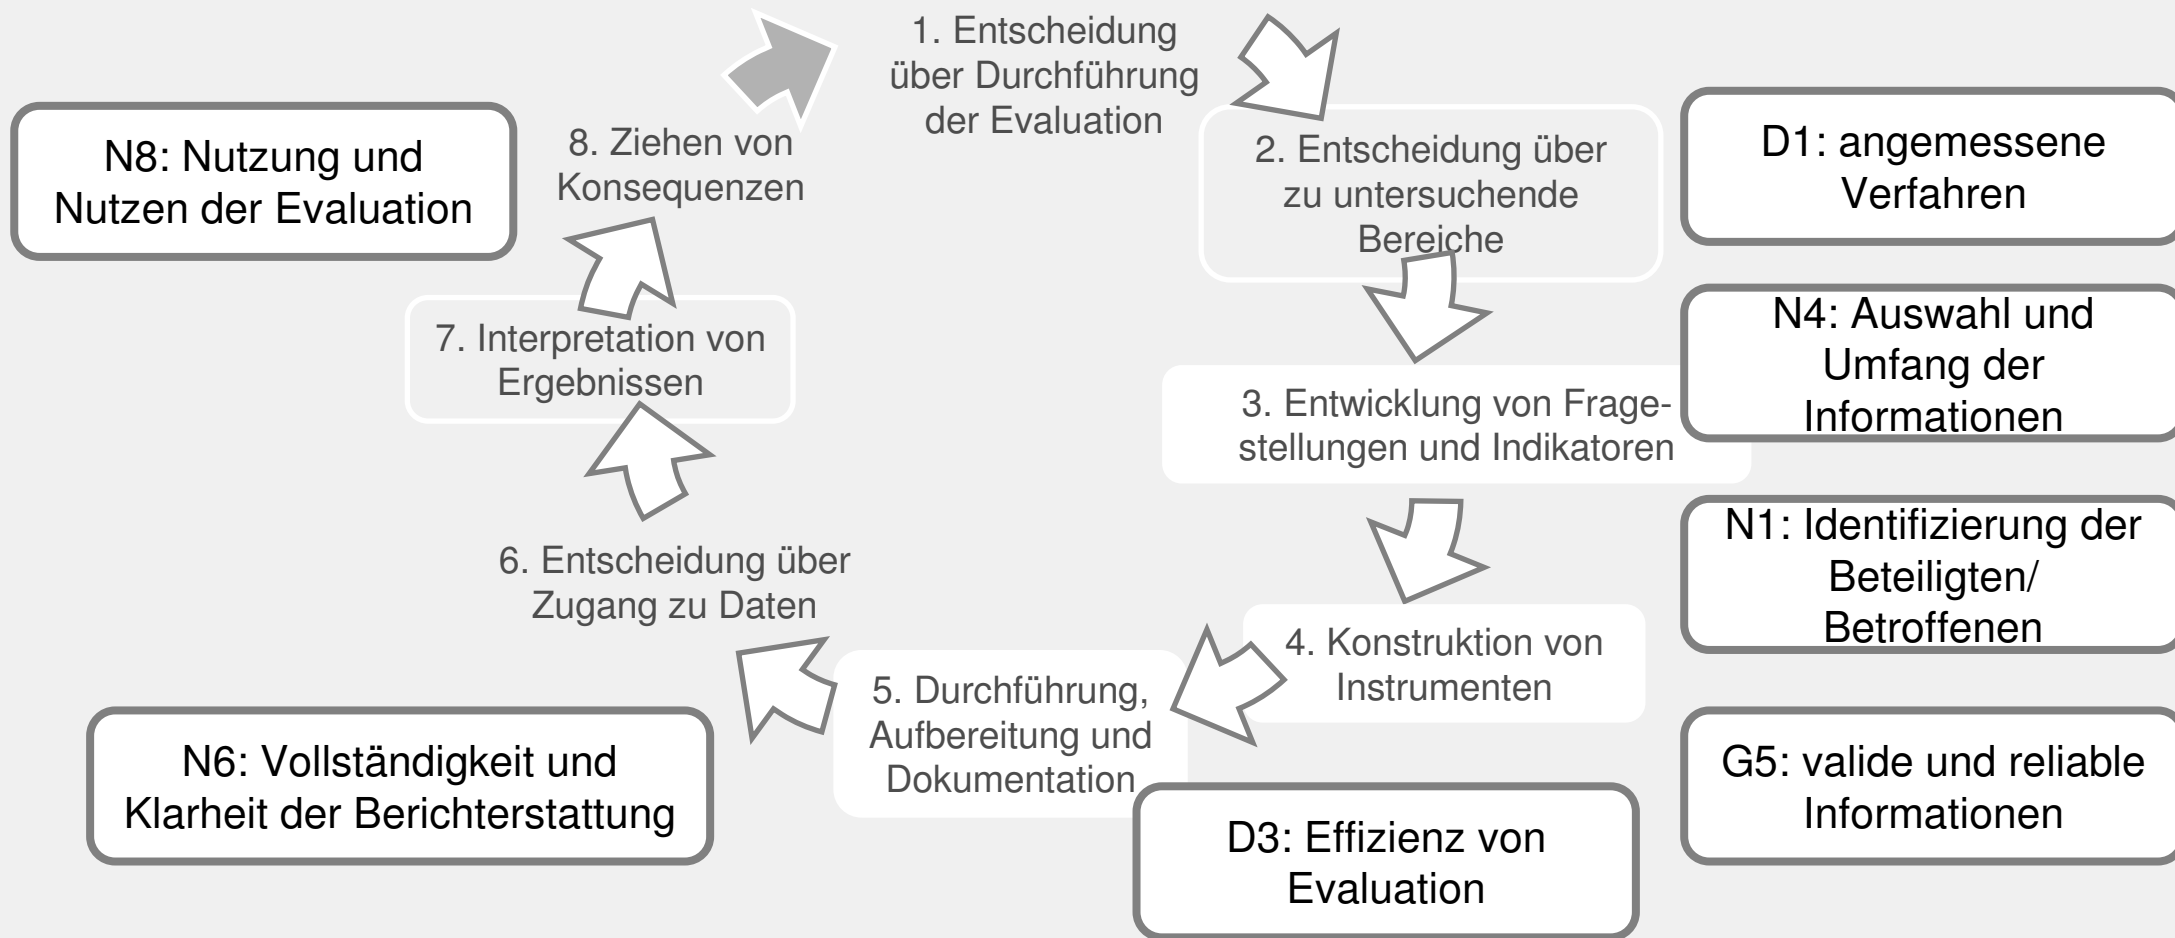 1. Entscheidung
über Durchführung
der Evaluation
2. Entscheidung über
zu untersuchende
Bereiche
3. Entwicklung von Frage-
stellungen und Indikatoren
4. Konstruktion von
Instrumenten
5. Durchführung,
Aufbereitung und
Dokumentation
6. Entscheidung über
Zugang zu Daten
7. Interpretation von
Ergebnissen
8. Ziehen von
Konsequenzen
N8: Nutzung und
Nutzen der Evaluation
N6: Vollständigkeit und
Klarheit der Berichterstattung
D3: Effizienz von
Evaluation
D1: angemessene
Verfahren
N4: Auswahl und
Umfang der
Informationen
N1: Identifizierung der
Beteiligten/
Betroffenen
G5: valide und reliable
Informationen